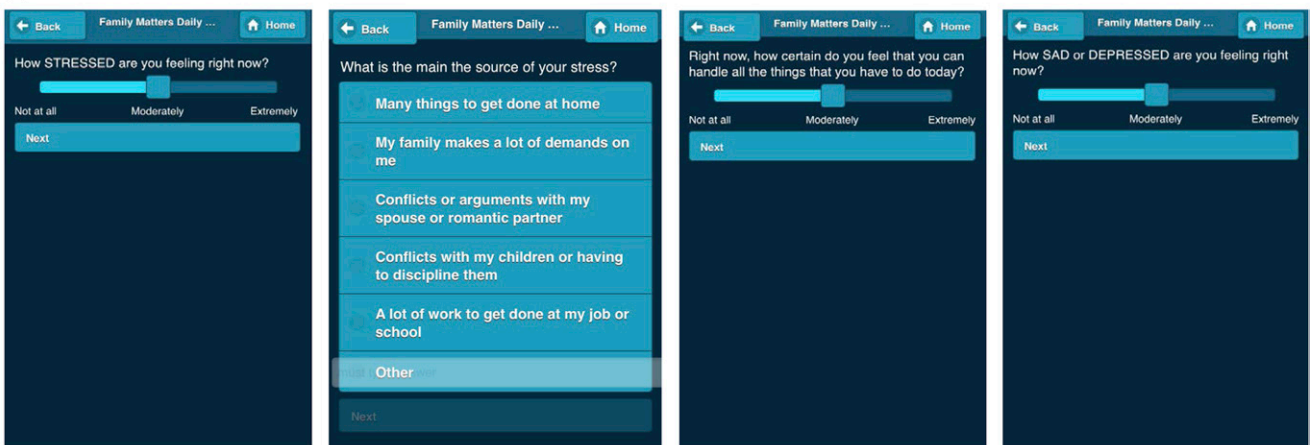 Back
Family Matters Daily ...
Home
How STRESSED are you feeling right now?
Not at all
Moderately
Extremely
Next
Back
Family Matters Daily ...
Home
What is the main the source of your stress?
Many things to get done at home
My family makes a lot of demands on
me
Conflicts or arguments with my
spouse or romantic partner
Conflicts with my children or having
to discipline them
A lot of work to get done at my job or
school
Other
Next
Back
Family Matters Daily ...
Home
Right now, how certain do you feel that you can
handle all the things that you have to do today?
Not at all
Moderately
Extremely
Next
Back
Family Matters Daily ...
Home
How SAD or DEPRESSED are you feeling right
now?
Not at all
Moderately
Extremely
Next